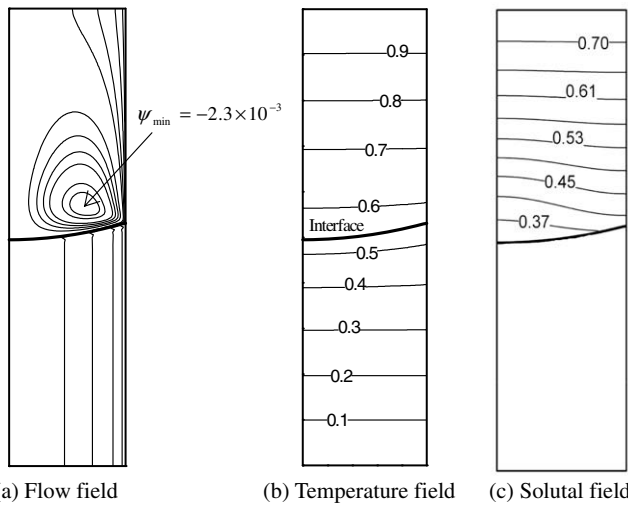 ψmin = −2.3×10−3
0.9
0.8
0.7
0.6
Interface
0.5
0.4
0.3
0.2
0.1
0.70
0.61
0.53
0.45
0.37
(a) Flow field
(b) Temperature field
(c) Solutal field